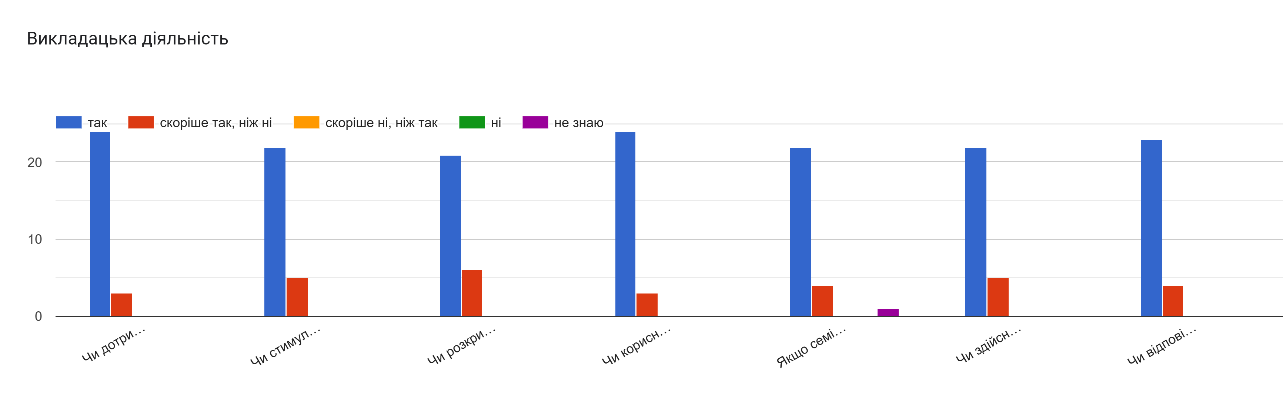 Викладацька діяльність
так скоріше так, ніж ні скоріше ні, ніж так ні не знаю
20
10
0
Чи дотри… Чи стимул… Чи розкри… Чи корисн… Якщо семі… Чи здійсн… Чи відпові…